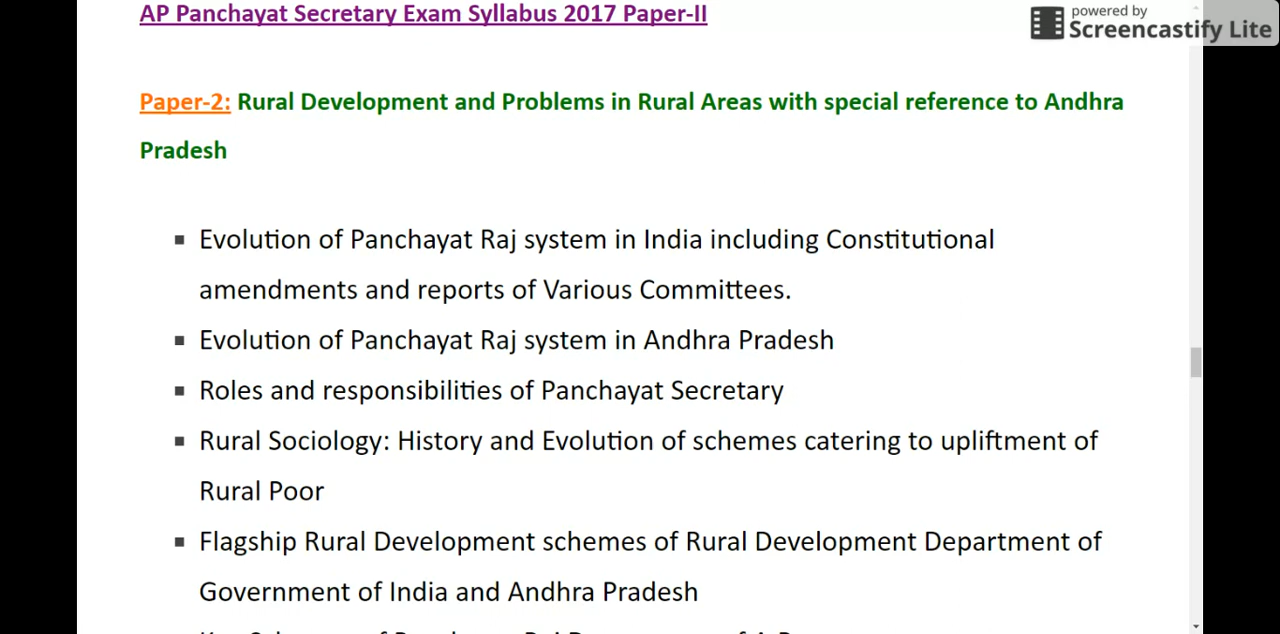 AP Panchayat Secretary Exam Syllabus 2017 Paper-II
powered by
Screencastify Lite
Paper-2: Rural Development and Problems in Rural Areas with special reference to Andhra
Pradesh
▪ Evolution of Panchayat Raj system in India including Constitutional
amendments and reports of Various Committees.
▪ Evolution of Panchayat Raj system in Andhra Pradesh
▪ Roles and responsibilities of Panchayat Secretary
▪ Rural Sociology: History and Evolution of schemes catering to upliftment of
Rural Poor
▪ Flagship Rural Development schemes of Rural Development Department of
Government of India and Andhra Pradesh